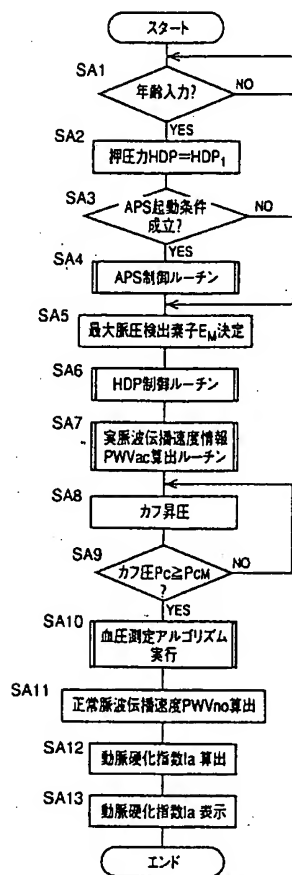 スタート
SA1
年齢入力?
NO
YES
SA2
押圧力HDP=HDP₁
SA3
APS起動条件
成立?
NO
YES
SA4
APS制御ルーチン
SA5
最大脈圧検出素子EM決定
SA6
HDP制御ルーチン
SA7
実脈波伝播速度情報
PWVac算出ルーチン
SA8
カフ昇圧
SA9
カフ圧Pc≧PCM
?
NO
YES
SA10
血圧測定アルゴリズム
実行
SA11
正常脈波伝播速度PWVno算出
SA12
動脈硬化指数Ia 算出
SA13
動脈硬化指数Ia 表示
エンド